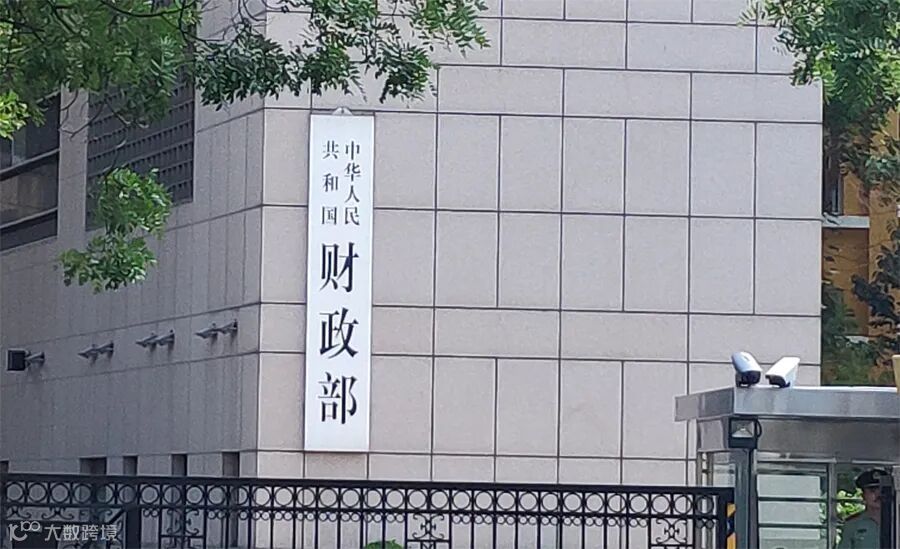 中华人民
共和国
财政部
大数跨境